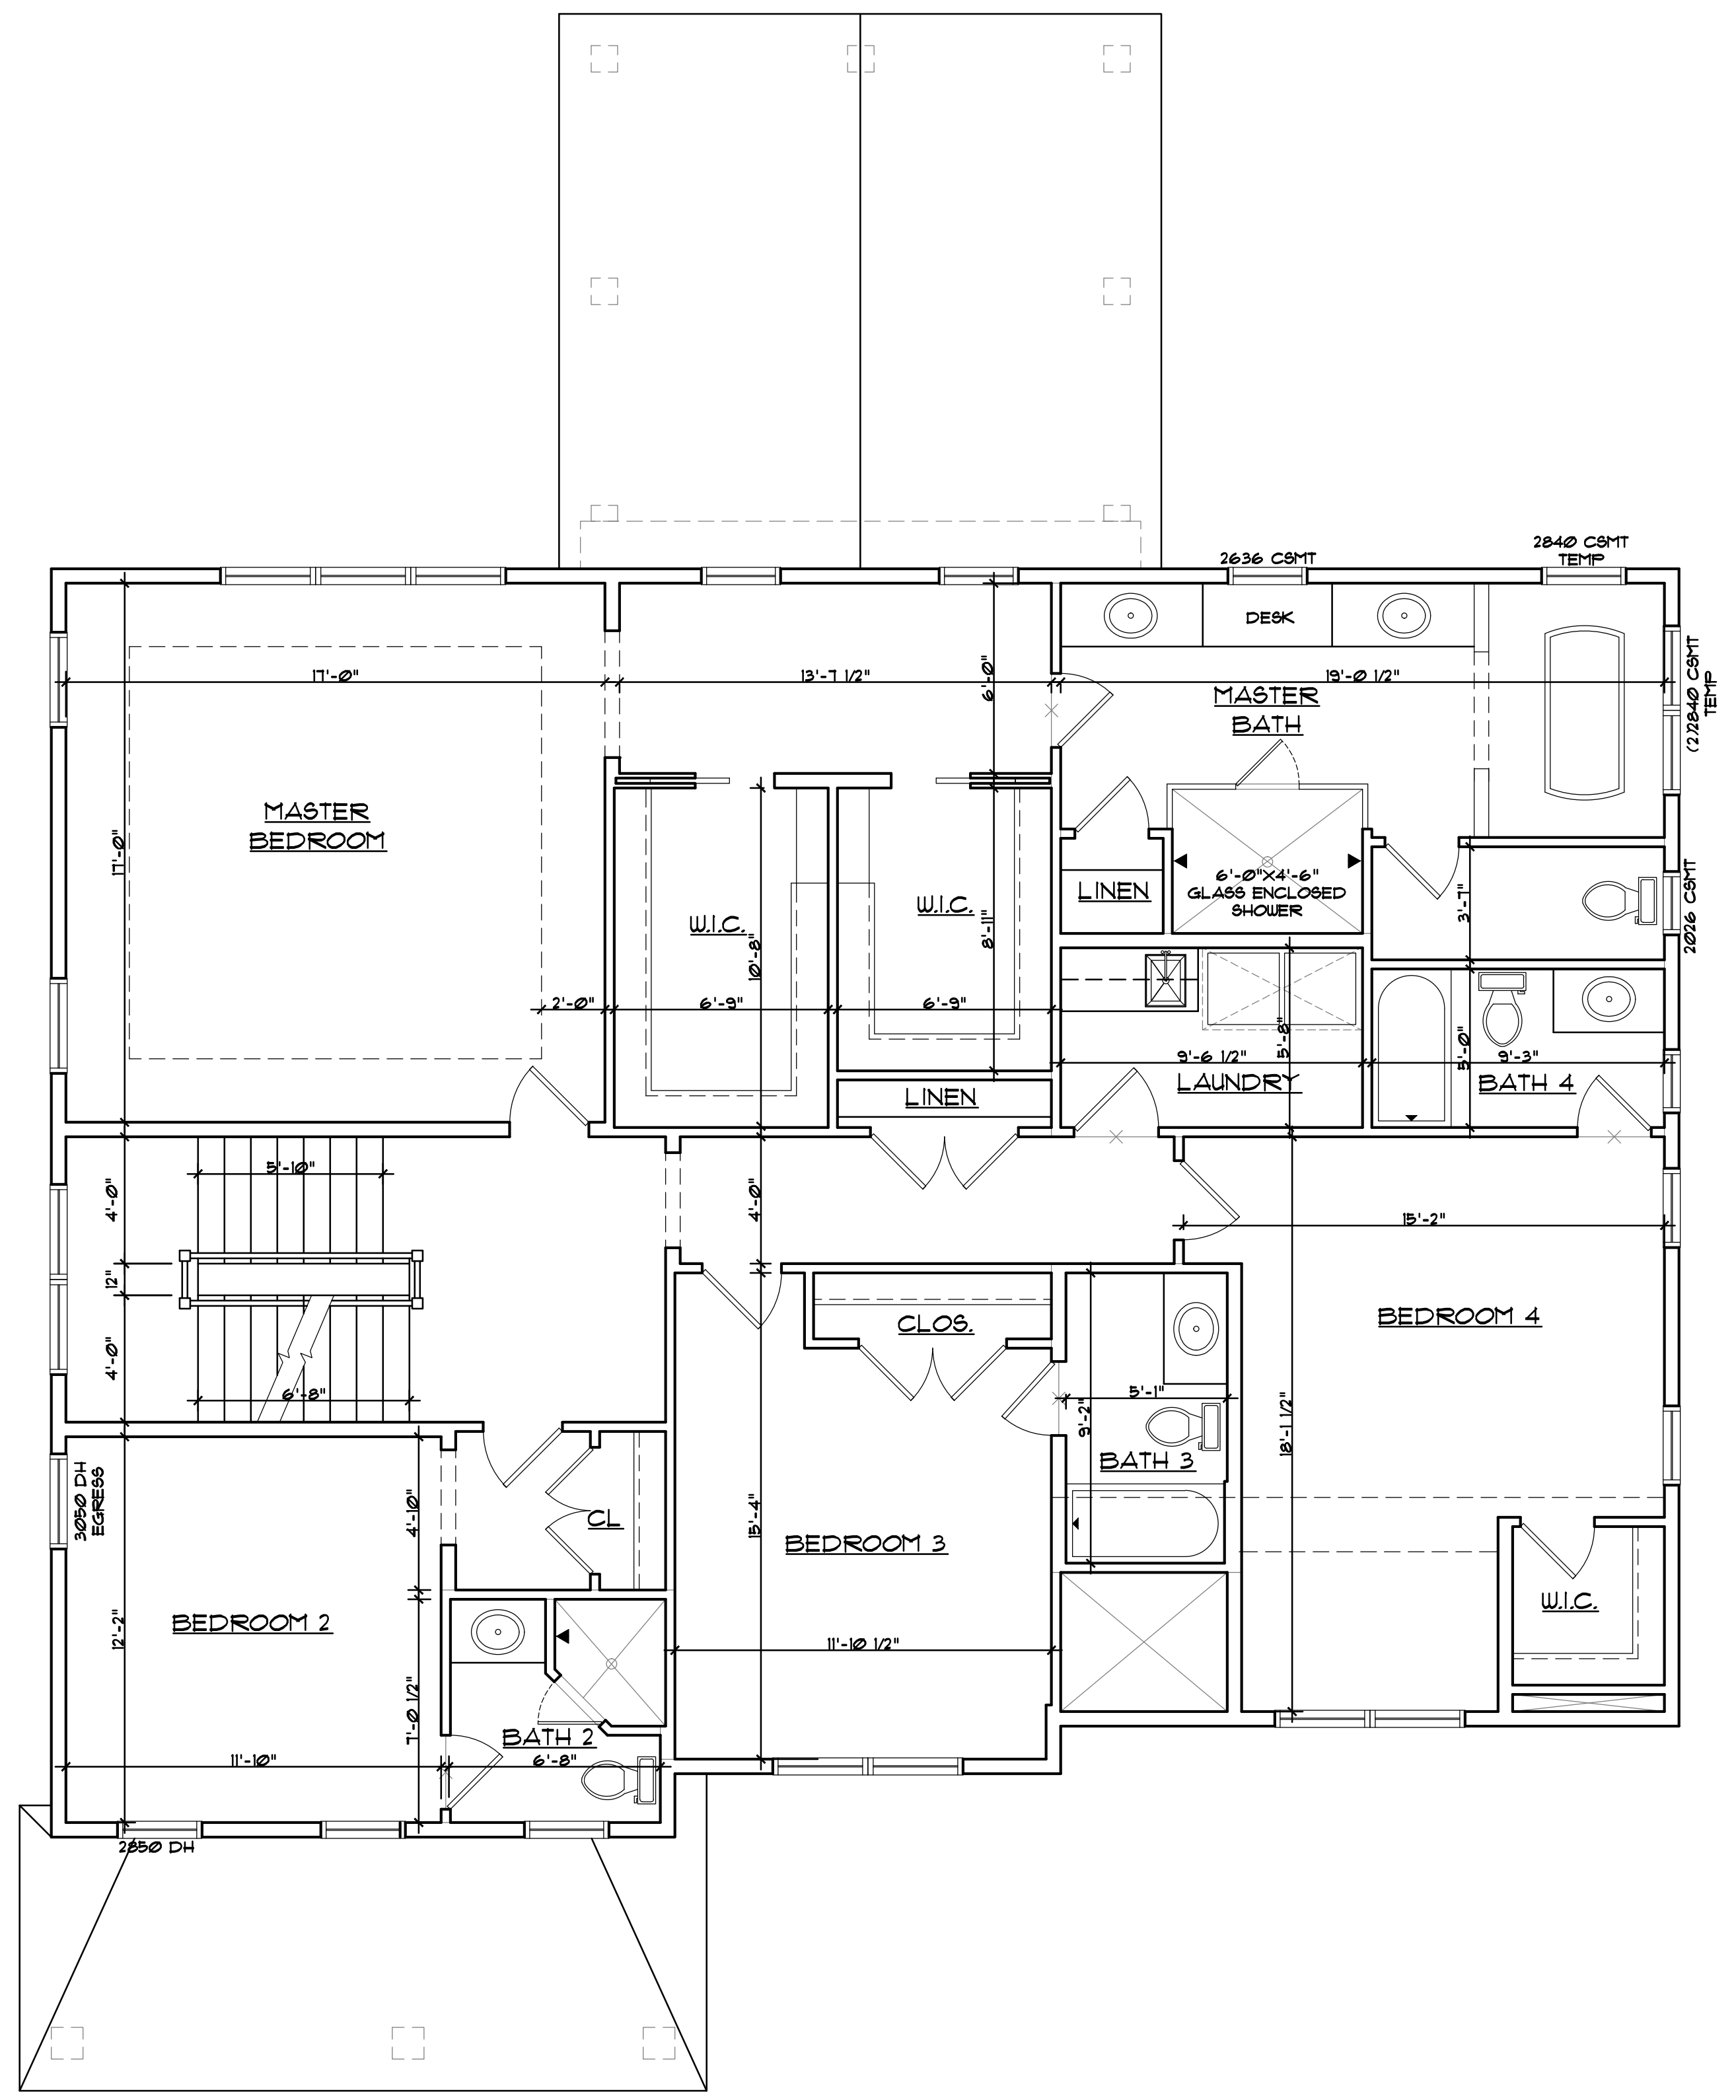 2840 CSMT
TEMP
2636 CSMT
DESK
17'-0"
13'-7 1/2"
6'-0"
19'-0 1/2"
(2)2840 CSMT
TEMP
MASTER
BATH
MASTER
BEDROOM
17'-0"
6'-0"X4'-6"
GLASS ENCLOSED
SHOWER
LINEN
W.I.C.
W.I.C.
10'-8"
8'-11"
3'-7"
2026 CSMT
2'-0"
6'-9"
6'-9"
5'-8"
9'-6 1/2"
5'-0"
9'-3"
LAUNDRY
BATH 4
LINEN
5'-10"
4'-0"
4'-0"
15'-2"
12"
CLOS.
BEDROOM 4
4'-0"
6'-8"
5'-1"
9'-2"
18'-1 1/2"
BATH 3
3050 DH
EGRESS
4'-10"
CL
15'-4"
BEDROOM 3
W.I.C.
BEDROOM 2
12'-2"
11'-10 1/2"
7'-0 1/2"
BATH 2
11'-10"
6'-8"
2850 DH